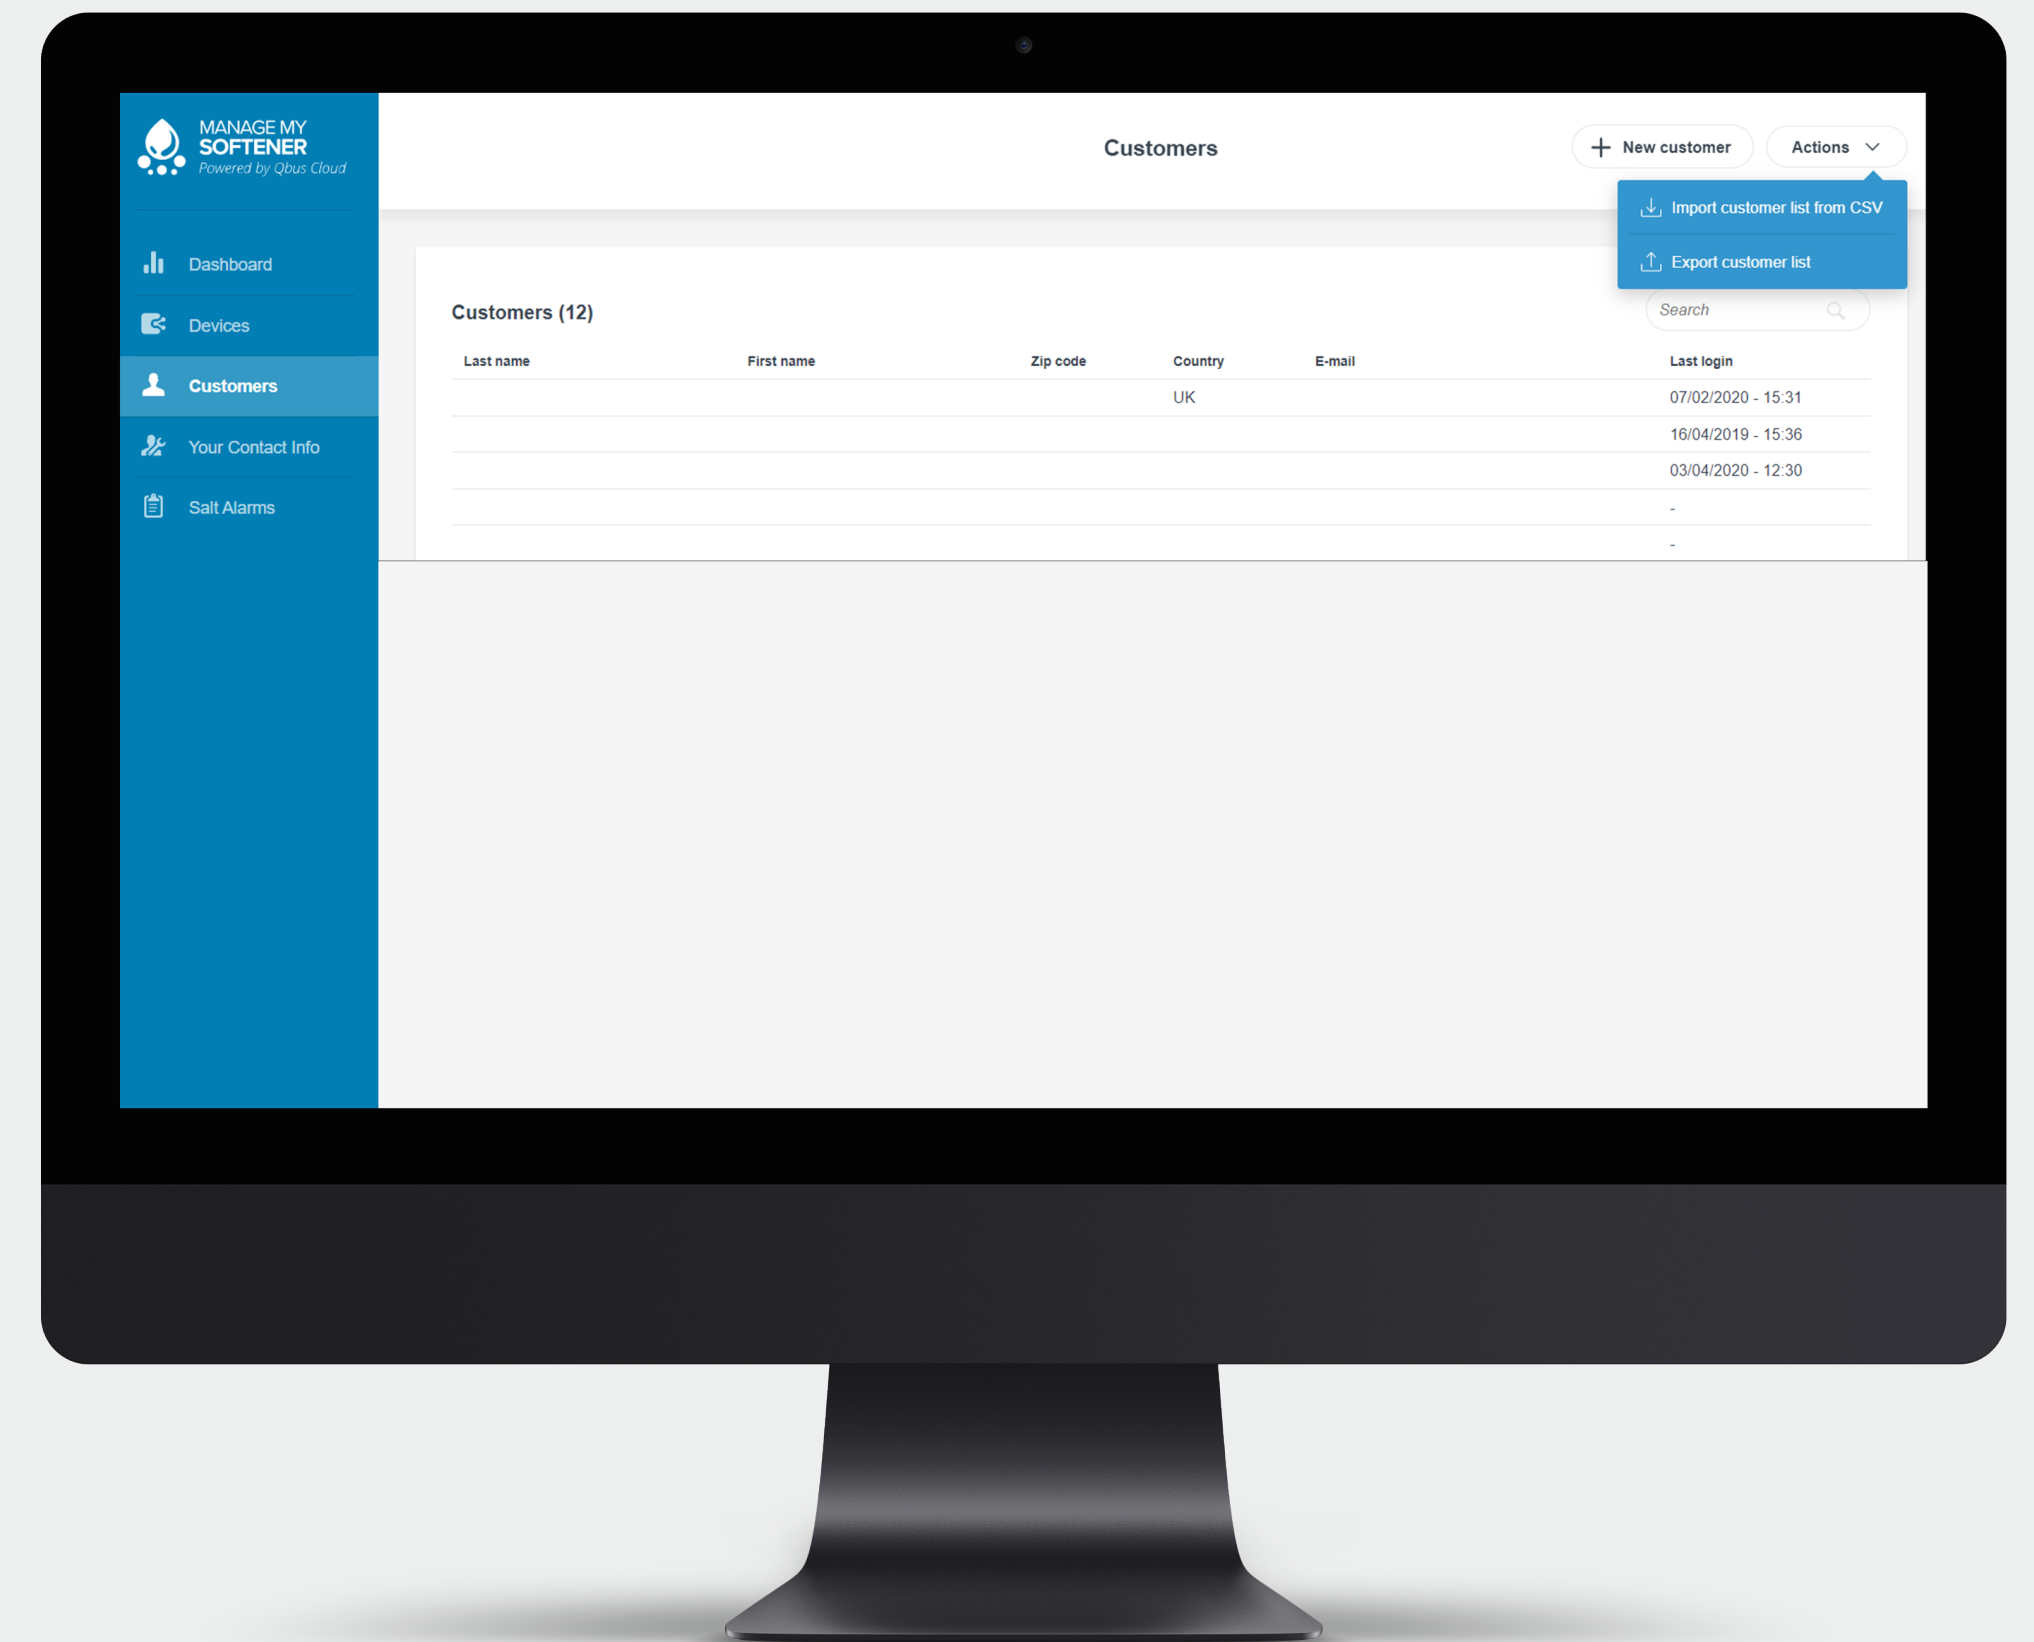 MANAGE MY
SOFTENER
Powered by Qbus Cloud
Dashboard
Devices
Customers
Your Contact Info
Salt Alarms
Customers
New customer
Actions
Import customer list from CSV
Export customer list
Customers (12)
Search
Last name First name Zip code Country E-mail Last login
UK 07/02/2020 - 15:31
16/04/2019 - 15:36
03/04/2020 - 12:30
-
-